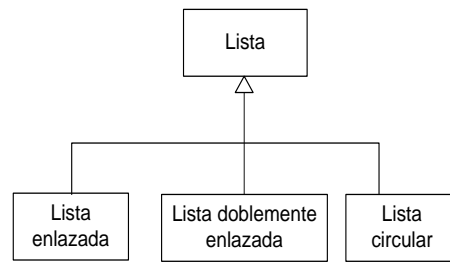 Lista
Lista
enlazada
Lista doblemente
enlazada
Lista
circular